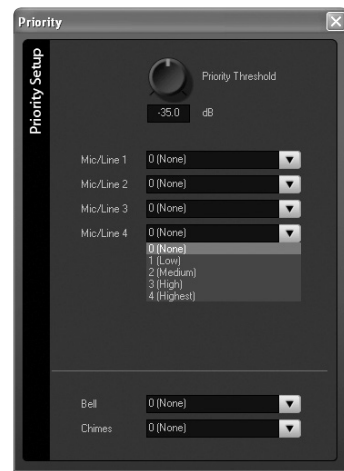 Priority
Priority Setup
Priority Threshold
-35.0 dB
Mic/Line 1 0 (None)
Mic/Line 2 0 (None)
Mic/Line 3 0 (None)
Mic/Line 4 0 (None)
0 (None)
1 (Low)
2 (Medium)
3 (High)
4 (Highest)
Bell 0 (None)
Chimes 0 (None)